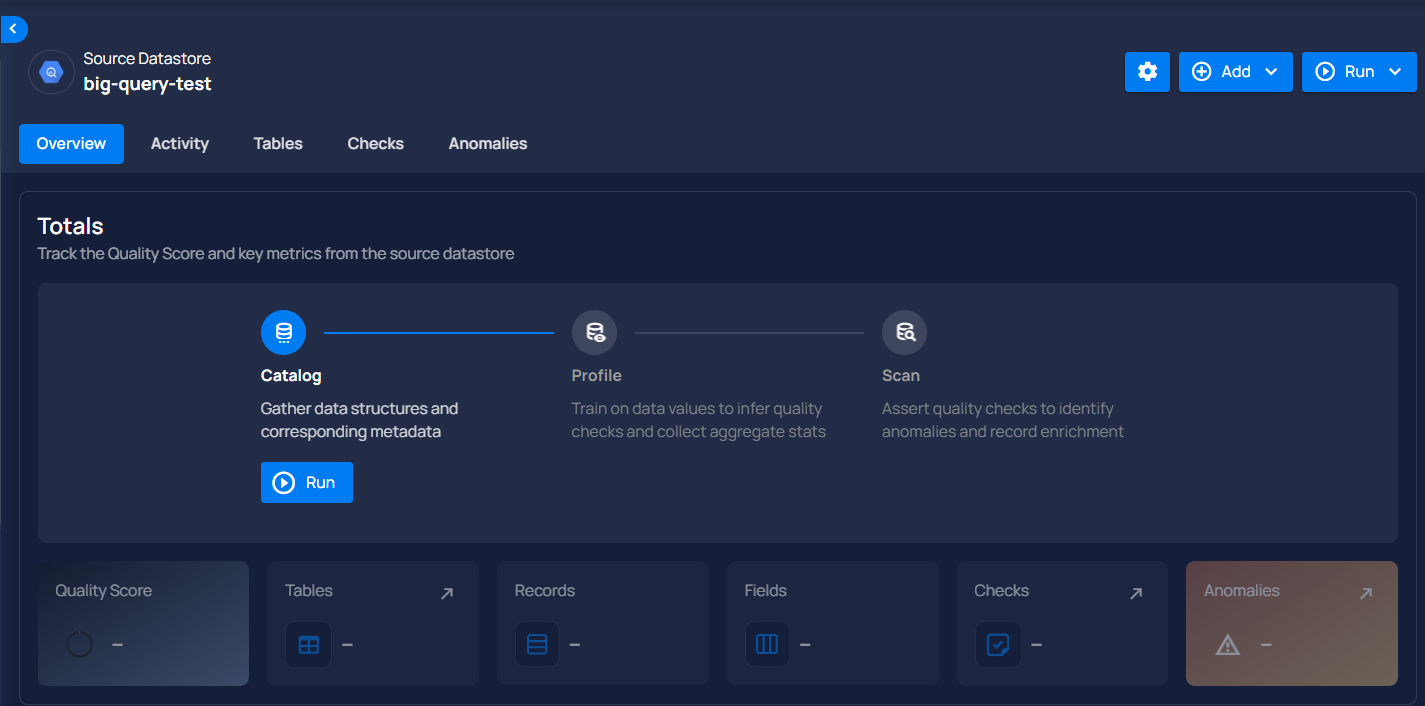 Source Datastore
big-query-test
Add
Run
Overview
Activity
Tables
Checks
Anomalies
Totals
Track the Quality Score and key metrics from the source datastore
Catalog
Gather data structures and
corresponding metadata
Run
Profile
Train on data values to infer quality
checks and collect aggregate stats
Scan
Assert quality checks to identify
anomalies and record enrichment
Quality Score
–
Tables
–
Records
–
Fields
–
Checks
–
Anomalies
–